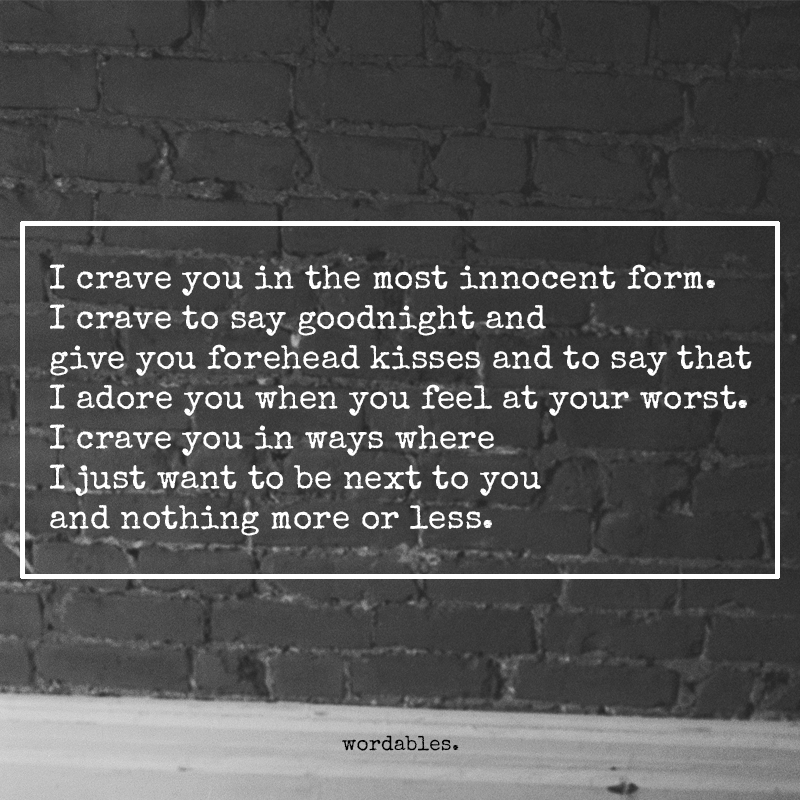 I crave you in the most innocent form.
I crave to say goodnight and
give you forehead kisses and to say that
I adore you when you feel at your worst.
I crave you in ways where
I just want to be next to you
and nothing more or less.
wordables.